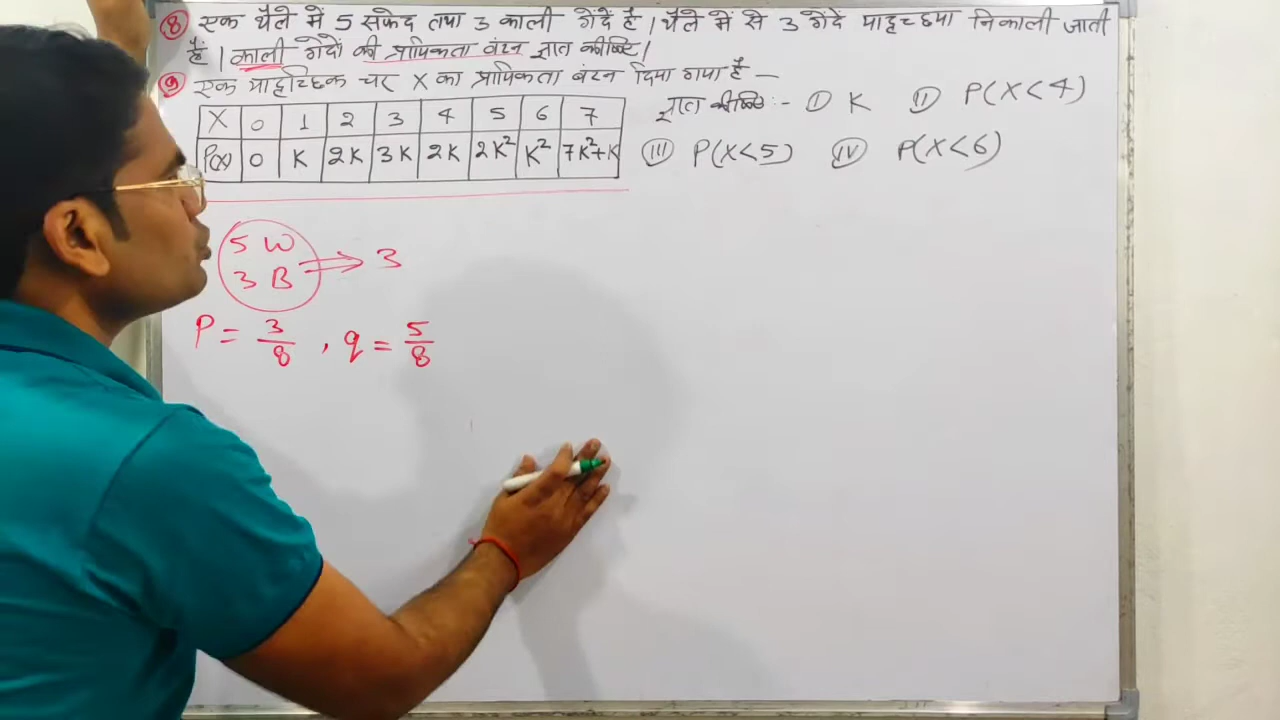 ⑧ एक थैले में 5 सफेद तथा 3 काली गेंदें हैं । थैले में से 3 गेंदें यादृच्छया निकाली जाती
हैं । काली गेंदों की प्रायिकता बंटन ज्ञात कीजिए।
⑨ एक यादृच्छिक चर X का प्रायिकता बंटन दिया गया है —
X 0 1 2 3 4 5 6 7
P(x) 0 K 2K 3K 2K 2K² K² 7K²+K
ज्ञात कीजिए :- Ⓘ K Ⓘⓘ P(X<4)
ⓘⓘⓘ P(X<5) ⓘⓥ P(X<6)
5 W
3 B → 3
P = 3/8 , q = 5/8